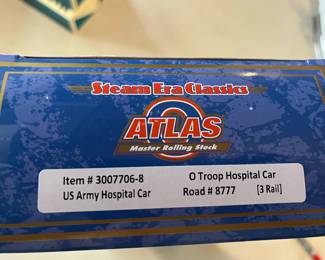 Steam Era Classics
O
ATLAS
Master Rolling Stock
Item # 3007706-8 O Troop Hospital Car
US Army Hospital Car Road # 8777 [3 Rail]